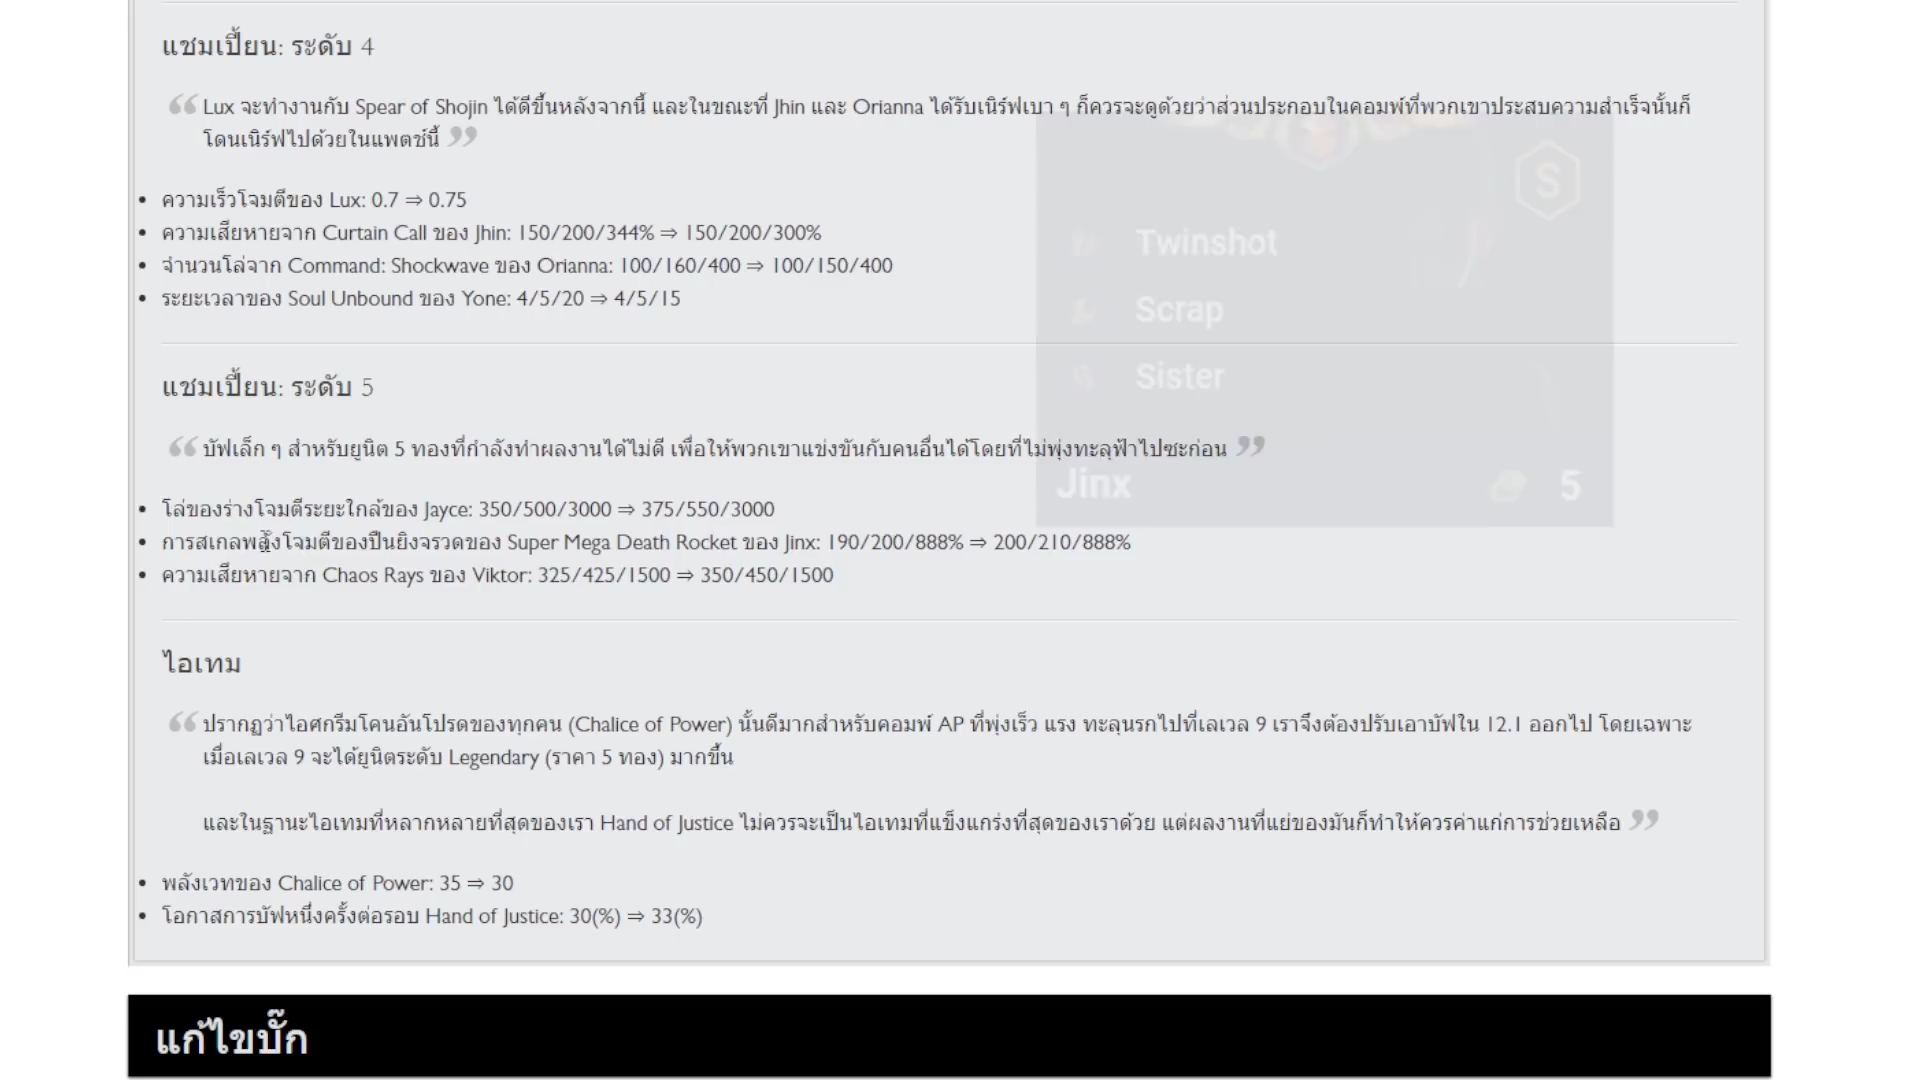 แชมเปี้ยน: ระดับ 4
“ Lux จะทำงานกับ Spear of Shojin ได้ดีขึ้นหลังจากนี้ และในขณะที่ Jhin และ Orianna ได้รับเนิร์ฟเบา ๆ ก็ควรจะดูด้วยว่าส่วนประกอบในคอมพ์ที่พวกเขาประสบความสำเร็จนั้นก็
โดนเนิร์ฟไปด้วยในแพตช์นี้ ”
• ความเร็วโจมตีของ Lux: 0.7 ⇒ 0.75
• ความเสียหายจาก Curtain Call ของ Jhin: 150/200/344% ⇒ 150/200/300%
• จำนวนโล่จาก Command: Shockwave ของ Orianna: 100/160/400 ⇒ 100/150/400
• ระยะเวลาของ Soul Unbound ของ Yone: 4/5/20 ⇒ 4/5/15
S
Twinshot
Scrap
Sister
Jinx 5
แชมเปี้ยน: ระดับ 5
“ บัฟเล็ก ๆ สำหรับยูนิต 5 ทองที่กำลังทำผลงานได้ไม่ดี เพื่อให้พวกเขาแข่งขันกับคนอื่นได้โดยที่ไม่พุ่งทะลุฟ้าไปซะก่อน ”
• โล่ของร่างโจมตีระยะใกล้ของ Jayce: 350/500/3000 ⇒ 375/550/3000
• การสเกลพลังโจมตีของปืนยิงจรวดของ Super Mega Death Rocket ของ Jinx: 190/200/888% ⇒ 200/210/888%
• ความเสียหายจาก Chaos Rays ของ Viktor: 325/425/1500 ⇒ 350/450/1500
ไอเทม
“ ปรากฏว่าไอศกรีมโคนอันโปรดของทุกคน (Chalice of Power) นั้นดีมากสำหรับคอมพ์ AP ที่พุ่งเร็ว แรง ทะลุนรกไปที่เลเวล 9 เราจึงต้องปรับเอาบัฟใน 12.1 ออกไป โดยเฉพาะ
เมื่อเลเวล 9 จะได้ยูนิตระดับ Legendary (ราคา 5 ทอง) มากขึ้น
และในฐานะไอเทมที่หลากหลายที่สุดของเรา Hand of Justice ไม่ควรจะเป็นไอเทมที่แข็งแกร่งที่สุดของเราด้วย แต่ผลงานที่แย่ของมันก็ทำให้ควรค่าแก่การช่วยเหลือ ”
• พลังเวทของ Chalice of Power: 35 ⇒ 30
• โอกาสการบัฟหนึ่งครั้งต่อรอบ Hand of Justice: 30(%) ⇒ 33(%)
แก้ไขบั๊ก